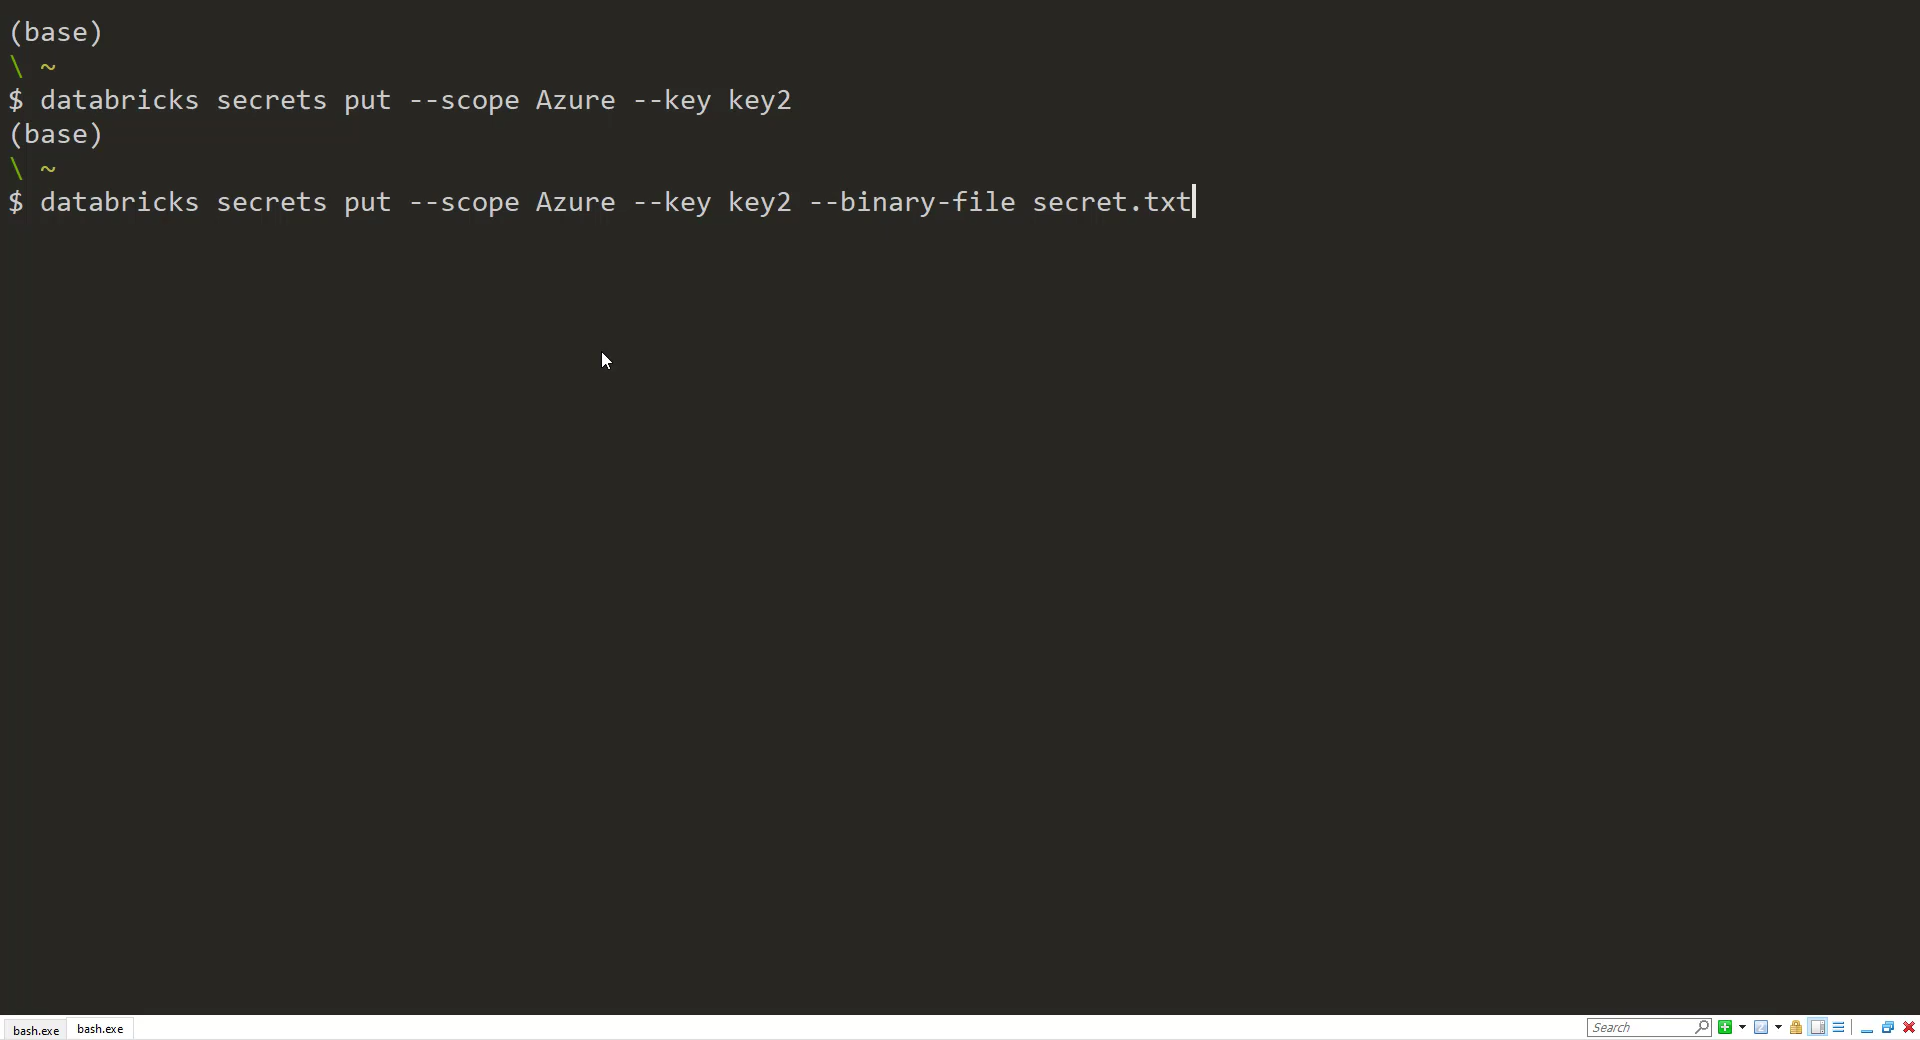 (base)
\ ~
$ databricks secrets put --scope Azure --key key2
(base)
\ ~
$ databricks secrets put --scope Azure --key key2 --binary-file secret.txt
bash.exe bash.exe Search